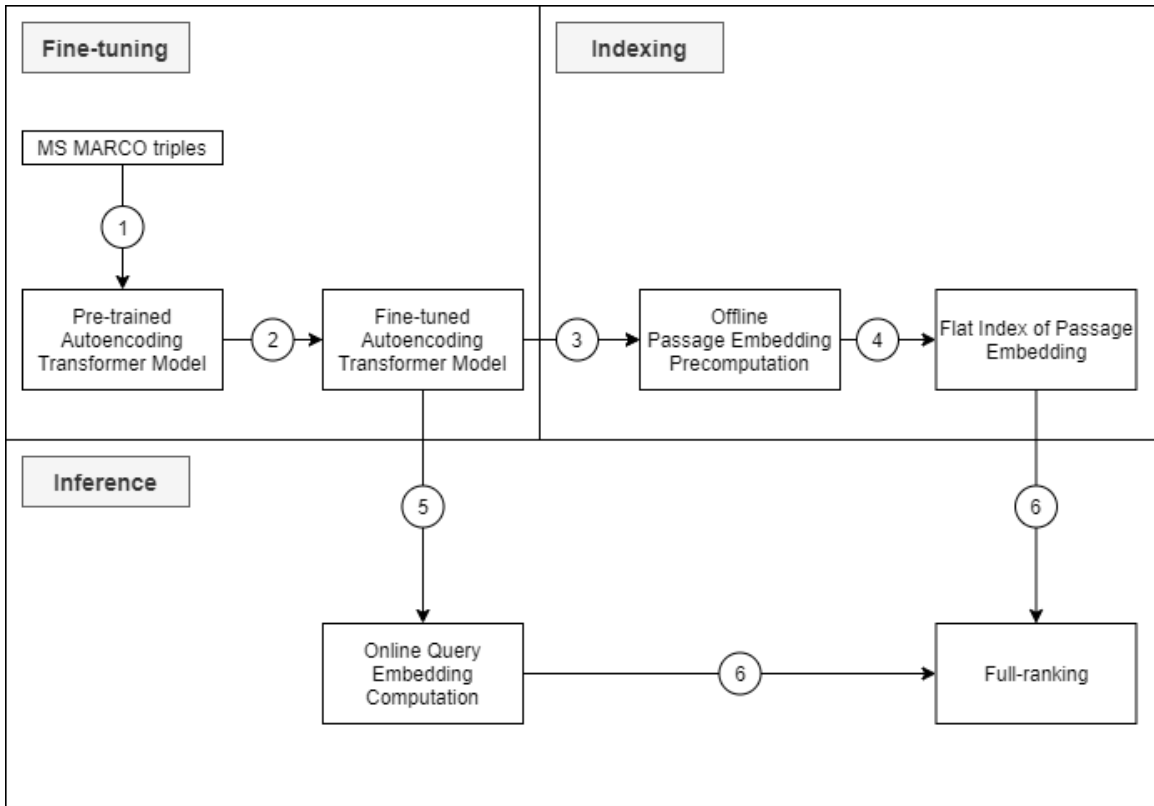 Fine-tuning
Indexing
MS MARCO triples
1
Pre-trained
Autoencoding
Transformer Model
2
Fine-tuned
Autoencoding
Transformer Model
3
Offline
Passage Embedding
Precomputation
4
Flat Index of Passage
Embedding
Inference
5
6
Online Query
Embedding
Computation
6
Full-ranking